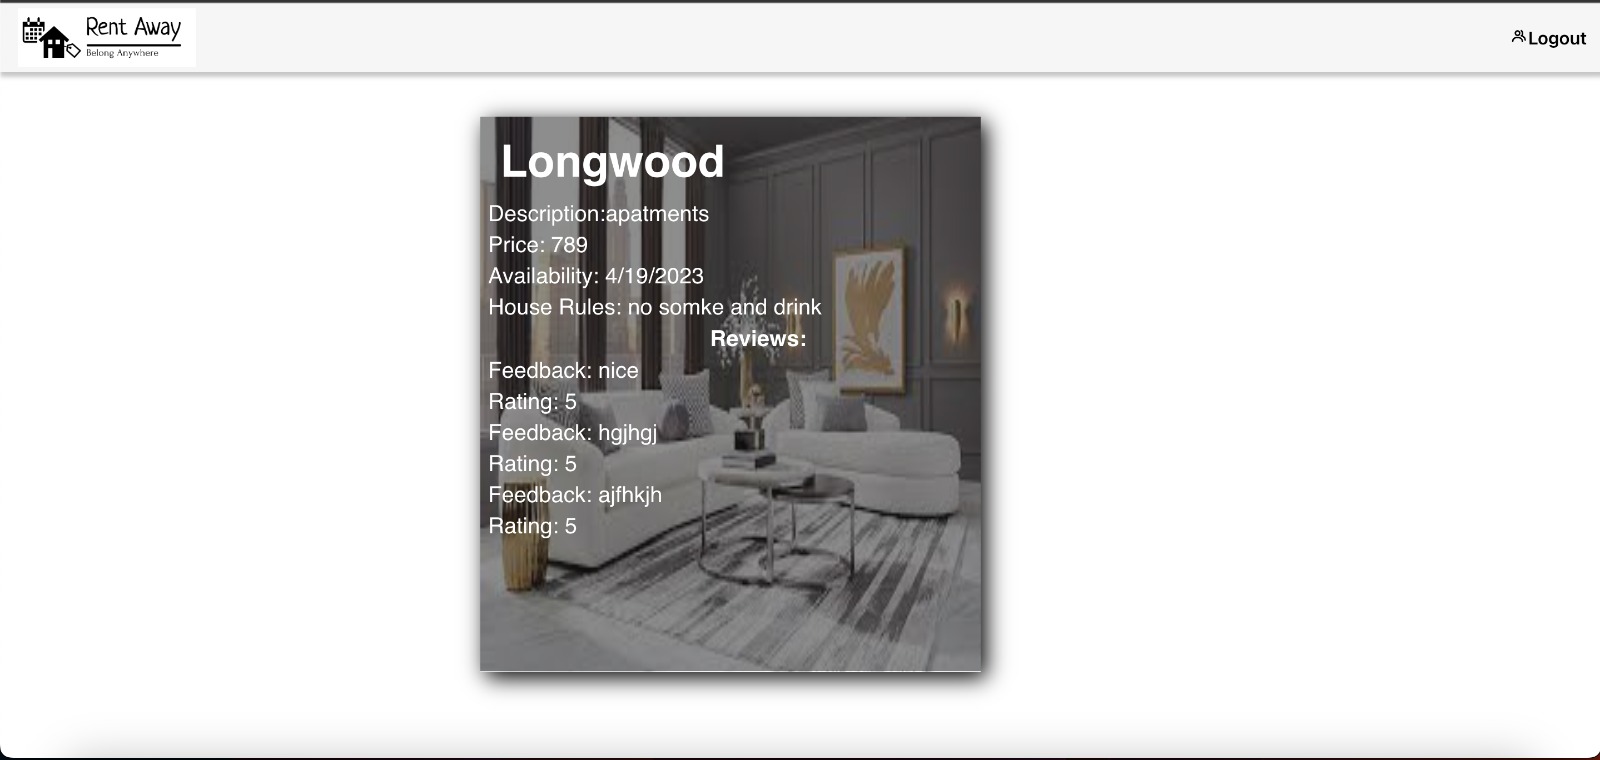 Rent Away
Belong Anywhere
Logout
Longwood
Description:apatments
Price: 789
Availability: 4/19/2023
House Rules: no somke and drink
Reviews:
Feedback: nice
Rating: 5
Feedback: hgjhgj
Rating: 5
Feedback: ajfhkjh
Rating: 5